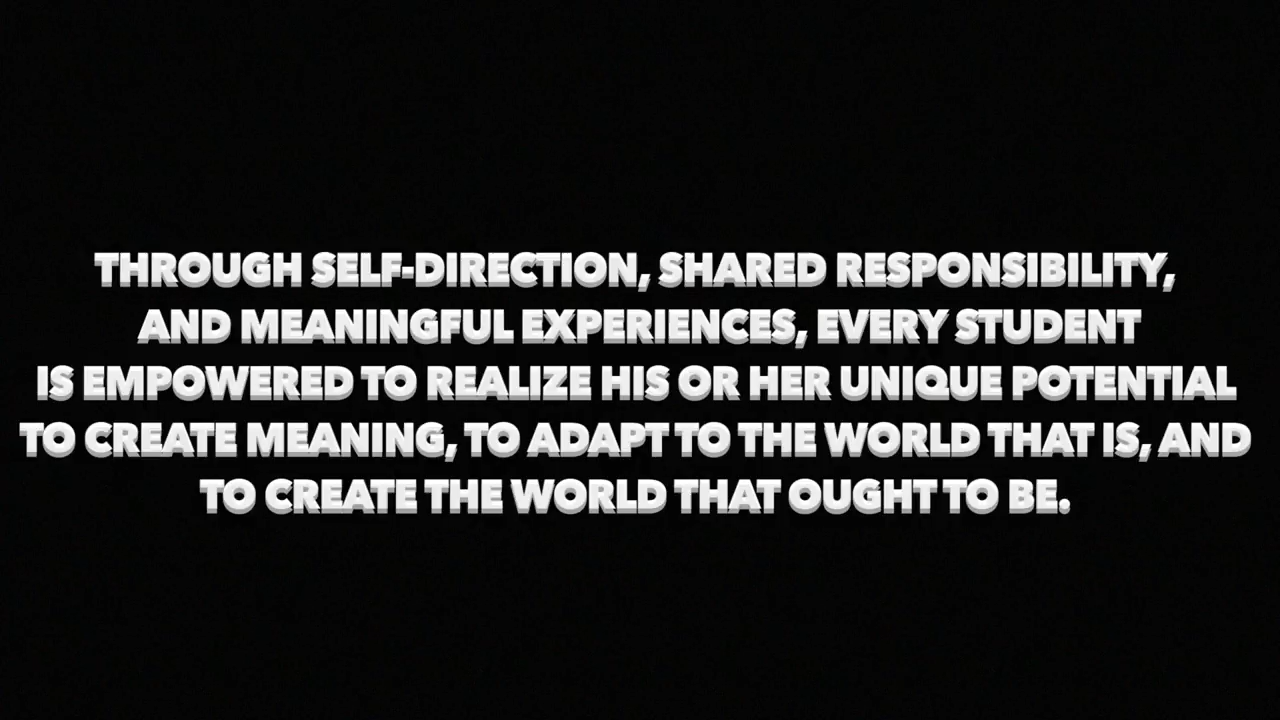 THROUGH SELF-DIRECTION, SHARED RESPONSIBILITY,
AND MEANINGFUL EXPERIENCES, EVERY STUDENT
IS EMPOWERED TO REALIZE HIS OR HER UNIQUE POTENTIAL
TO CREATE MEANING, TO ADAPT TO THE WORLD THAT IS, AND
TO CREATE THE WORLD THAT OUGHT TO BE.